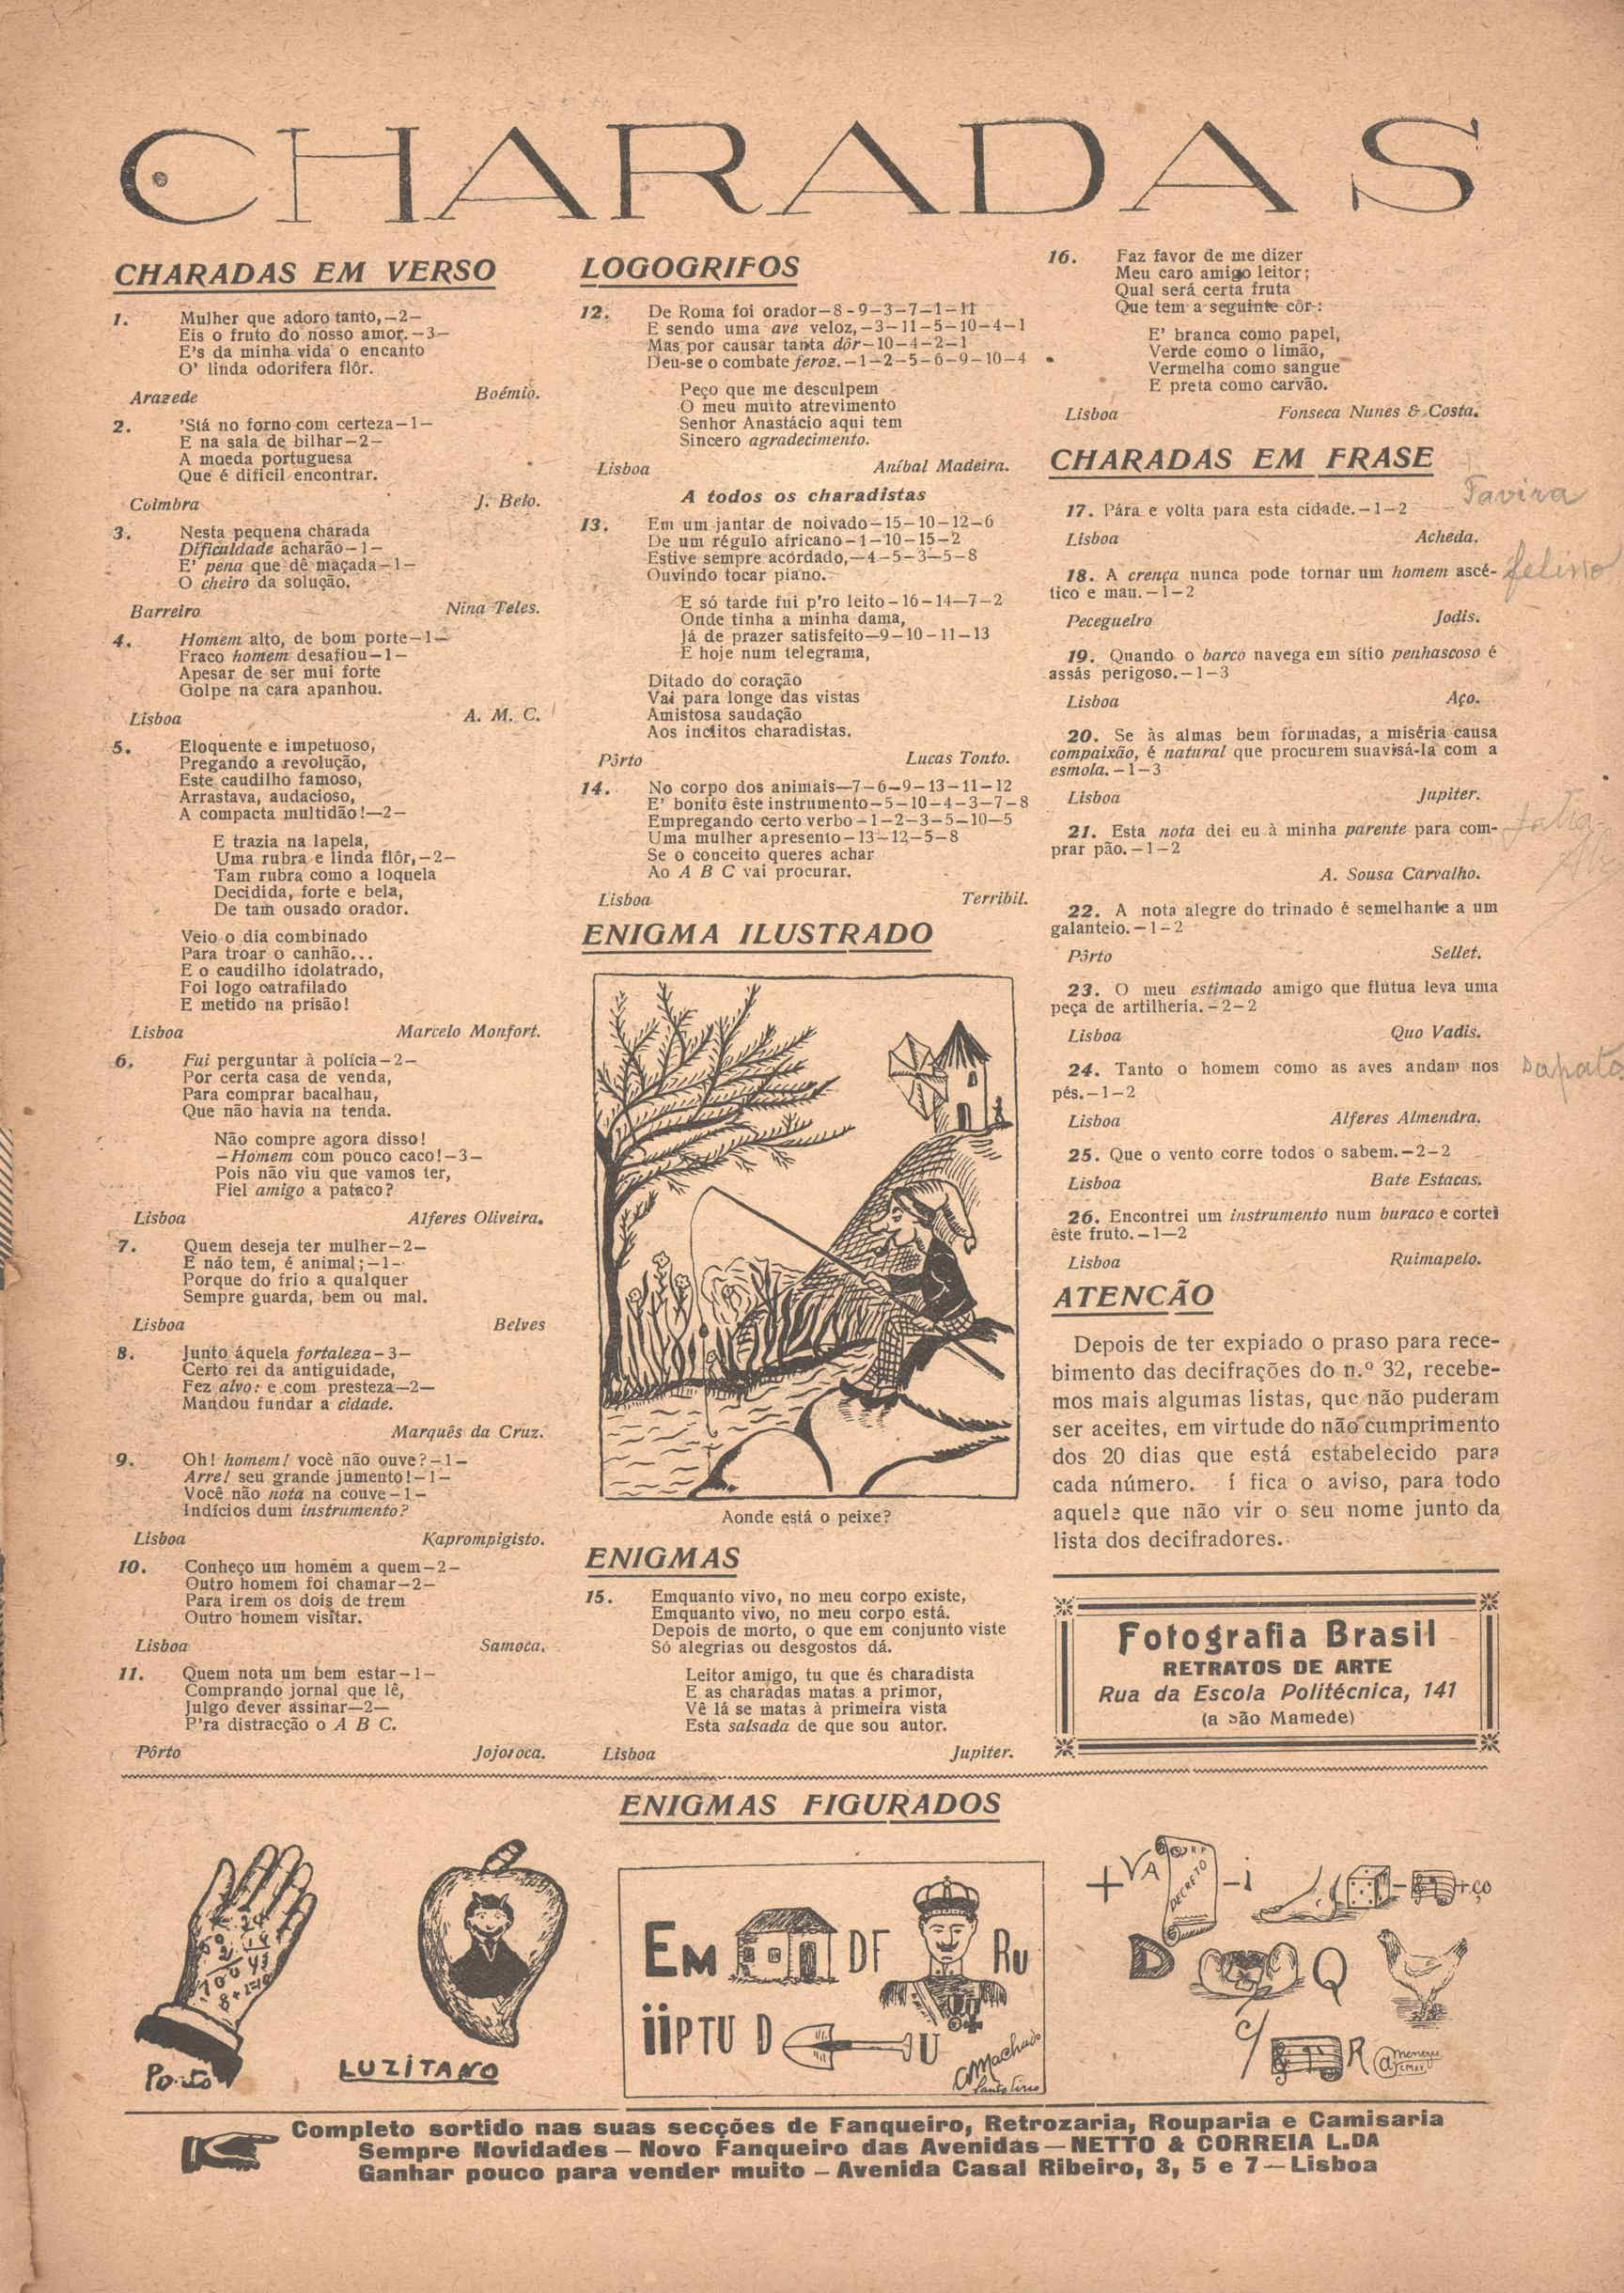 CHARADAS
CHARADAS EM VERSO
1. Mulher que adoro tanto,—2—
Eis o fruto do nosso amor.—3—
E's da minha vida o encanto
O' linda odorifera flôr.
Arazede Boémio.
2. 'Stá no forno com certeza—1—
E na sala de bilhar—2—
A moeda portuguesa
Que é dificil encontrar.
Coimbra J. Belo.
3. Nesta pequena charada
Dificuldade acharão—1—
E' pena que dê maçada—1—
O cheiro da solução.
Barreiro Nina Teles.
4. Homem alto, de bom porte—1—
Fraco homem desafiou—1—
Apesar de ser mui forte
Golpe na cara apanhou.
Lisboa A. M. C.
5. Eloquente e impetuoso,
Pregando a revolução,
Este caudilho famoso,
Arrastava, audacioso,
A compacta multidão!—2—
E trazia na lapela,
Uma rubra e linda flôr,—2—
Tam rubra como a loquela
Decidida, forte e bela,
De tam ousado orador.
Veio o dia combinado
Para troar o canhão...
E o caudilho idolatrado,
Foi logo catrafilado
E metido na prisão!
Lisboa Marcelo Monfort.
6. Fui perguntar à polícia—2—
Por certa casa de venda,
Para comprar bacalhau,
Que não havia na tenda.
Não compre agora disso!
—Homem com pouco caco!—3—
Pois não viu que vamos ter,
Fiel amigo a pataco?
Lisboa Alferes Oliveira.
7. Quem deseja ter mulher—2—
E não tem, é animal;—1—
Porque do frio a qualquer
Sempre guarda, bem ou mal.
Lisboa Belves
8. Junto áquela fortaleza—3—
Certo rei da antiguidade,
Fez alvo: e com presteza—2—
Mandou fundar a cidade.
Marquês da Cruz.
9. Oh! homem! você não ouve?—1—
Arre! seu grande jumento!—1—
Você não nota na couve—1—
Indícios dum instrumento?
Lisboa Kaprompigisto.
10. Conheço um homem a quem—2—
Outro homem foi chamar—2—
Para irem os dois de trem
Outro homem visitar.
Lisboa Samoca.
11. Quem nota um bem estar—1—
Comprando jornal que lê,
Julgo dever assinar—2—
P'ra distracção o A B C.
Pôrto Jojoroca.
LOGOGRIFOS
12. De Roma foi orador—8-9—3—7—1—11
E sendo uma ave veloz,—3—11—5—10—4—1
Mas por causar tanta dôr—10—4—2—1
Deu-se o combate feroz.—1—2—5—6—9—10—4
Peço que me desculpem
O meu muito atrevimento
Senhor Anastácio aqui tem
Sincero agradecimento.
Lisboa Aníbal Madeira.
A todos os charadistas
13. Em um jantar de noivado—15—10—12—6
De um régulo africano—1—10—15—2
Estive sempre acordado,—4—5—3—5—8
Ouvindo tocar piano.
E só tarde fui p'ro leito—16—14—7—2
Onde tinha a minha dama,
Já de prazer satisfeito—9—10—11—13
E hoje num telegrama,
Ditado do coração
Vai para longe das vistas
Amistosa saudação
Aos inclitos charadistas.
Pôrto Lucas Tonto.
14. No corpo dos animais—7—6—9—13—11—12
E' bonito êste instrumento—5—10—4—3—7—8
Empregando certo verbo—1—2—3—5—10—5
Uma mulher apresento—13—12—5—8
Se o conceito queres achar
Ao A B C vai procurar.
Lisboa Terribil.
ENIGMA ILUSTRADO
Aonde está o peixe?
ENIGMAS
15. Emquanto vivo, no meu corpo existe,
Emquanto vivo, no meu corpo está.
Depois de morto, o que em conjunto viste
Só alegrias ou desgostos dá.
Leitor amigo, tu que és charadista
E as charadas matas a primor,
Vê lá se matas à primeira vista
Esta salsada de que sou autor.
Lisboa Jupiter.
16. Faz favor de me dizer
Meu caro amigo leitor;
Qual será certa fruta
Que tem a seguinte côr:
E' branca como papel,
Verde como o limão,
Vermelha como sangue
E preta como carvão.
Lisboa Fonseca Nunes & Costa.
CHARADAS EM FRASE
17. Pára e volta para esta cidade.—1—2 Tavira
Lisboa Acheda.
18. A crença nunca pode tornar um homem ascé-
tico e mau.—1—2
felino
Pecegueiro Jodis.
19. Quando o barco navega em sítio penhascoso é
assás perigoso.—1—3
Lisboa Aço.
20. Se às almas bem formadas, a miséria causa
compaixão, é natural que procurem suavisá-la com a
esmola.—1—3
Lisboa Jupiter.
21. Esta nota dei eu à minha parente para com-
prar pão.—1—2
A. Sousa Carvalho.
22. A nota alegre do trinado é semelhante a um
galanteio.—1—2
Pôrto Sellet.
23. O meu estimado amigo que flutua leva uma
peça de artilheria.—2—2
Lisboa Quo Vadis.
24. Tanto o homem como as aves andam nos
pés.—1—2
sapato
Lisboa Alferes Almendra.
25. Que o vento corre todos o sabem.—2—2
Lisboa Bate Estacas.
26. Encontrei um instrumento num buraco e cortei
êste fruto.—1—2
Lisboa Ruimapelo.
ATENCÃO
Depois de ter expiado o praso para rece-
bimento das decifrações do n.º 32, recebe-
mos mais algumas listas, que não puderam
ser aceites, em virtude do não cumprimento
dos 20 dias que está estabelecido para
cada número. í fica o aviso, para todo
aquele que não vir o seu nome junto da
lista dos decifradores.
Fotografia Brasil
RETRATOS DE ARTE
Rua da Escola Politécnica, 141
(a São Mamede)
ENIGMAS FIGURADOS
Porto
LUZITANO
EM DF RU
iiPTU D U
C Machado
Santo Tirso
+VA DECRETO -i - +ço
D Q
C/ R
Completo sortido nas suas secções de Fanqueiro, Retrozaria, Rouparia e Camisaria
Sempre Novidades — Novo Fanqueiro das Avenidas — NETTO & CORREIA L.DA
Ganhar pouco para vender muito — Avenida Casal Ribeiro, 3, 5 e 7 — Lisboa